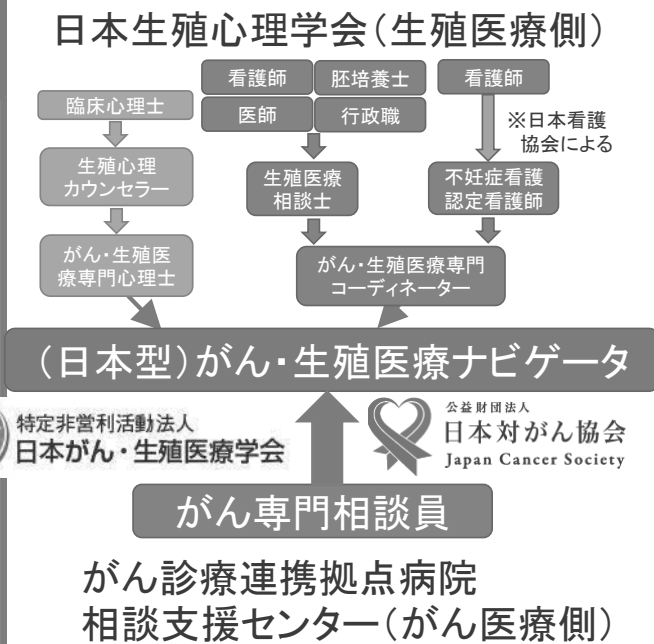 日本生殖心理学会（生殖医療側）
臨床心理士
生殖心理
カウンセラー
がん・生殖医
療専門心理士
看護師
胚培養士
医師
行政職
生殖医療
相談士
看護師
※日本看護
協会による
不妊症看護
認定看護師
がん・生殖医療専門
コーディネーター
（日本型）がん・生殖医療ナビゲータ
特定非営利活動法人
日本がん・生殖医療学会
公益財団法人
日本対がん協会
Japan Cancer Society
がん専門相談員
がん診療連携拠点病院
相談支援センター（がん医療側）